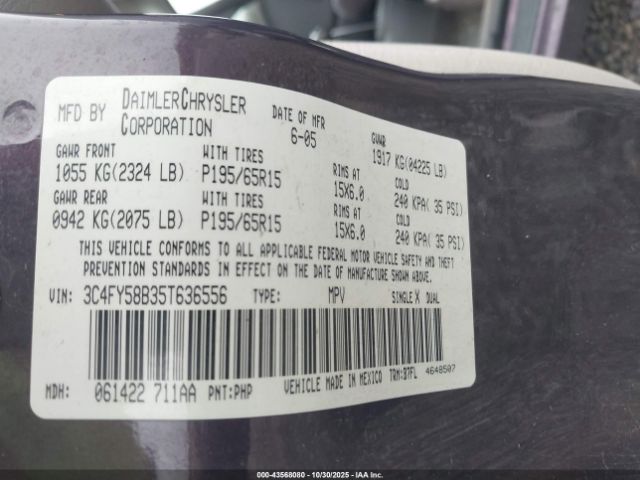 MFD BY DAIMLERCHRYSLER CORPORATION DATE OF MFR 6-05 GVWR 1917 KG(04225 LB)
GAWR FRONT WITH TIRES RIMS AT COLD
1055 KG(2324 LB) P195/65R15 15X6.0 240 KPA( 35 PSI)
GAWR REAR WITH TIRES RIMS AT COLD
0942 KG(2075 LB) P195/65R15 15X6.0 240 KPA( 35 PSI)
THIS VEHICLE CONFORMS TO ALL APPLICABLE FEDERAL MOTOR VEHICLE SAFETY AND THEFT
PREVENTION STANDARDS IN EFFECT ON THE DATE OF MANUFACTURE SHOWN ABOVE.
VIN: 3C4FY58B35T636556 TYPE: MPV SINGLE X DUAL
MDH: 061422 711AA PNT:PHP VEHICLE MADE IN MEXICO TRM:B7FL 4648507
000-43568080 | 10/30/2025 - IAA Inc.